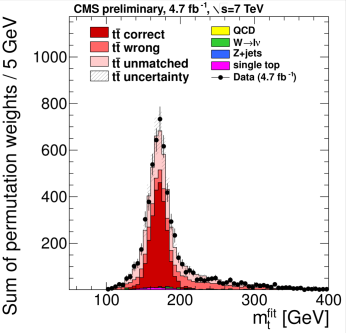 CMS preliminary, 4.7 fb⁻¹, \s=7 TeV
Sum of permutation weights / 5 GeV
1000
800
600
400
200
tt̄ correct
tt̄ wrong
tt̄ unmatched
tt̄ uncertainty
QCD
W→lν
Z+jets
single top
Data (4.7 fb⁻¹)
100 200 300 400
mₜᶠⁱᵗ [GeV]